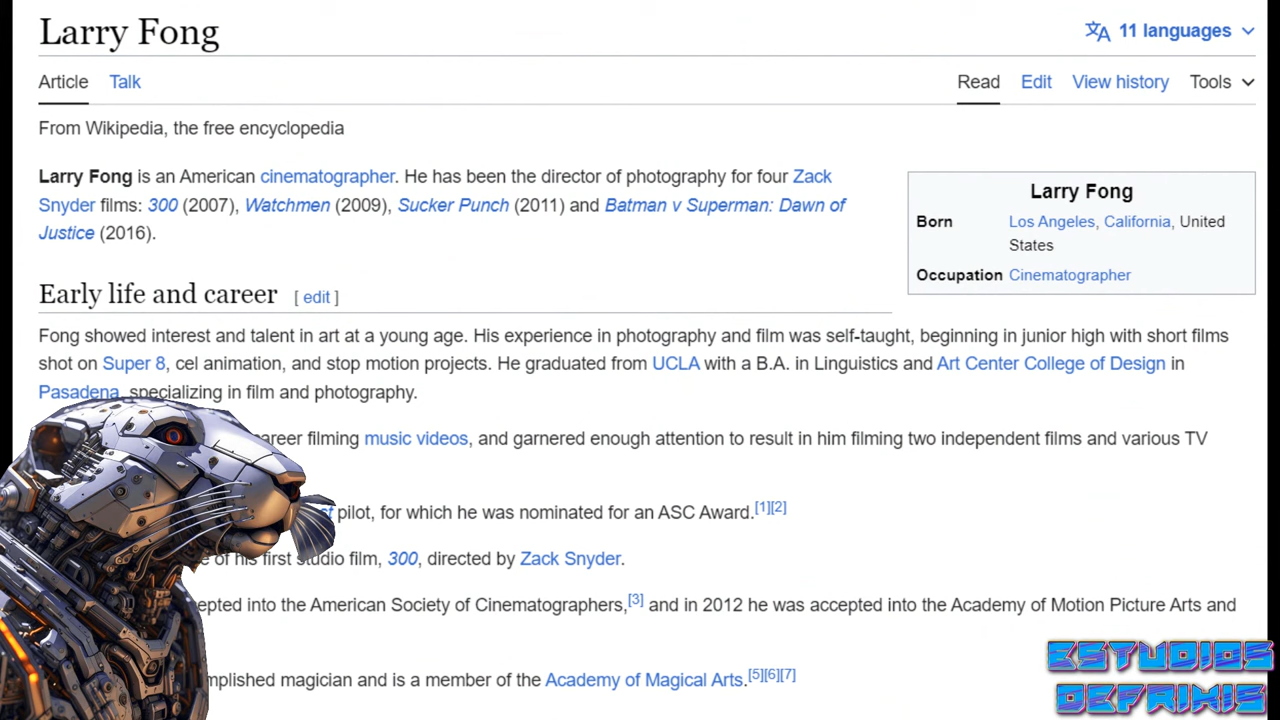 Larry Fong
11 languages
Article Talk Read Edit View history Tools
From Wikipedia, the free encyclopedia
Larry Fong is an American cinematographer. He has been the director of photography for four Zack
Snyder films: 300 (2007), Watchmen (2009), Sucker Punch (2011) and Batman v Superman: Dawn of
Justice (2016).
Larry Fong
Born Los Angeles, California, United
States
Occupation Cinematographer
Early life and career [ edit ]
Fong showed interest and talent in art at a young age. His experience in photography and film was self-taught, beginning in junior high with short films
shot on Super 8, cel animation, and stop motion projects. He graduated from UCLA with a B.A. in Linguistics and Art Center College of Design in
Pasadena, specializing in film and photography.
career filming music videos, and garnered enough attention to result in him filming two independent films and various TV
pilot, for which he was nominated for an ASC Award.[1][2]
of his first studio film, 300, directed by Zack Snyder.
epted into the American Society of Cinematographers,[3] and in 2012 he was accepted into the Academy of Motion Picture Arts and
mplished magician and is a member of the Academy of Magical Arts.[5][6][7]
ESTUDIOS
DEFRIKIS